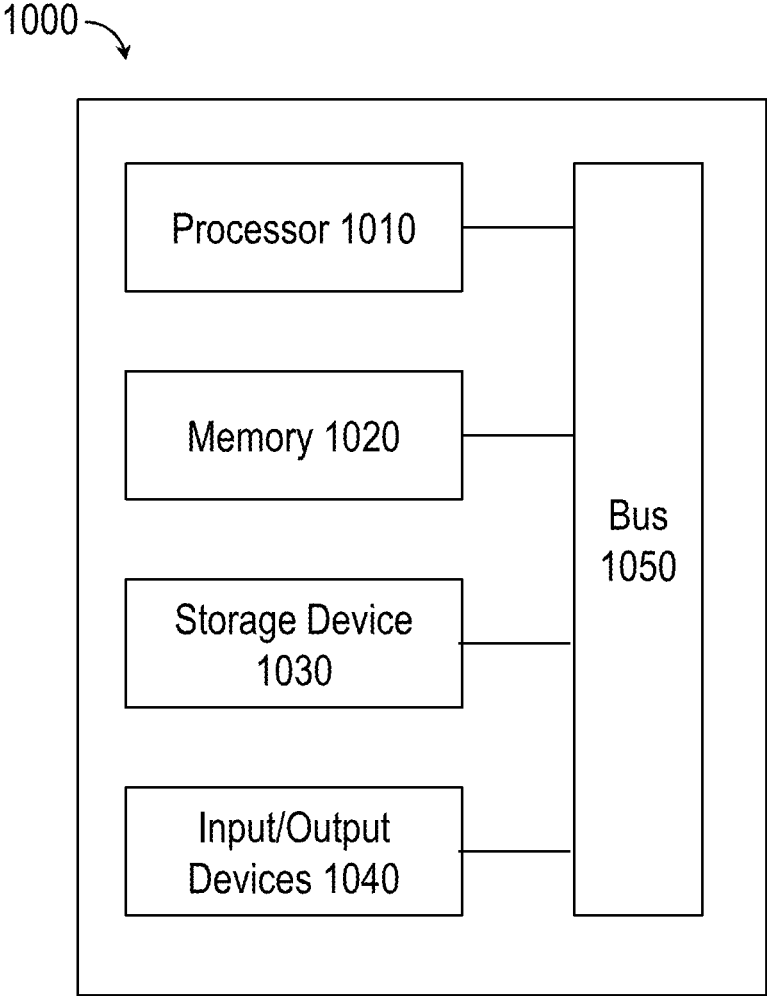 1000
Processor 1010
Memory 1020
Storage Device
1030
Input/Output
Devices 1040
Bus
1050